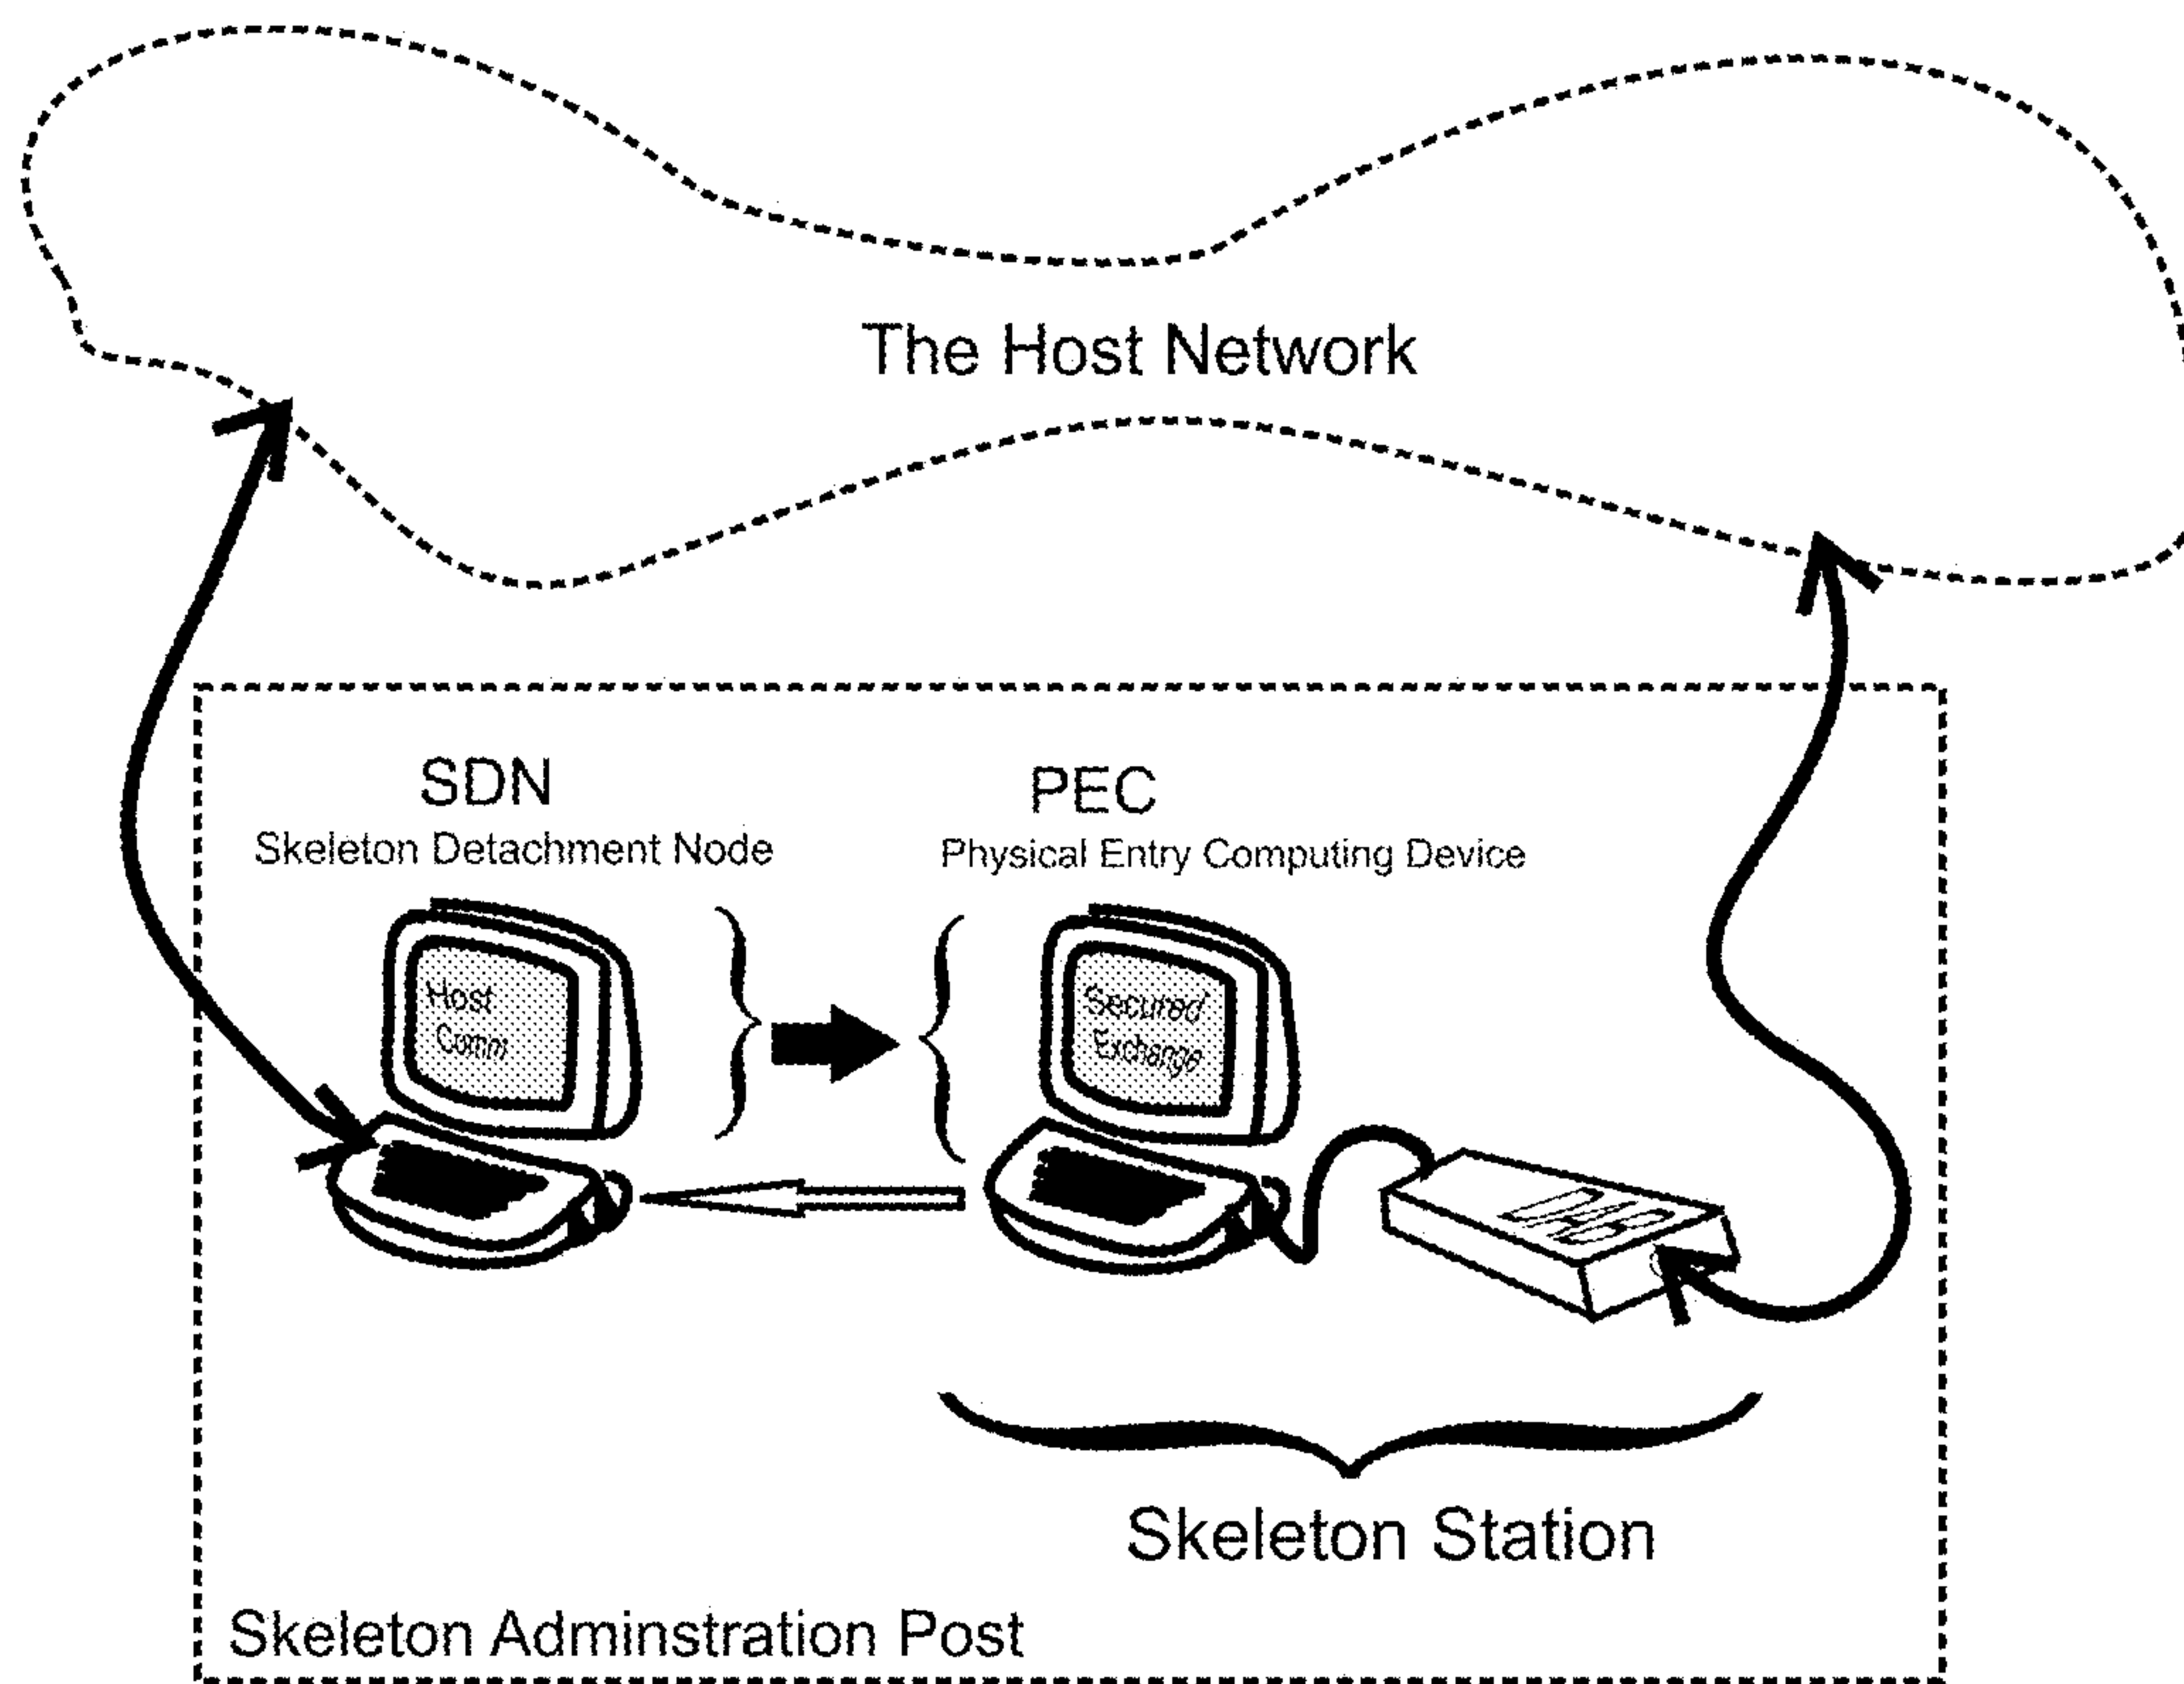 The Host Network
SDN
Skeleton Detachment Node
PEC
Physical Entry Computing Device
Host
Comm
Secured
Exchange
Skeleton Station
Skeleton Adminstration Post